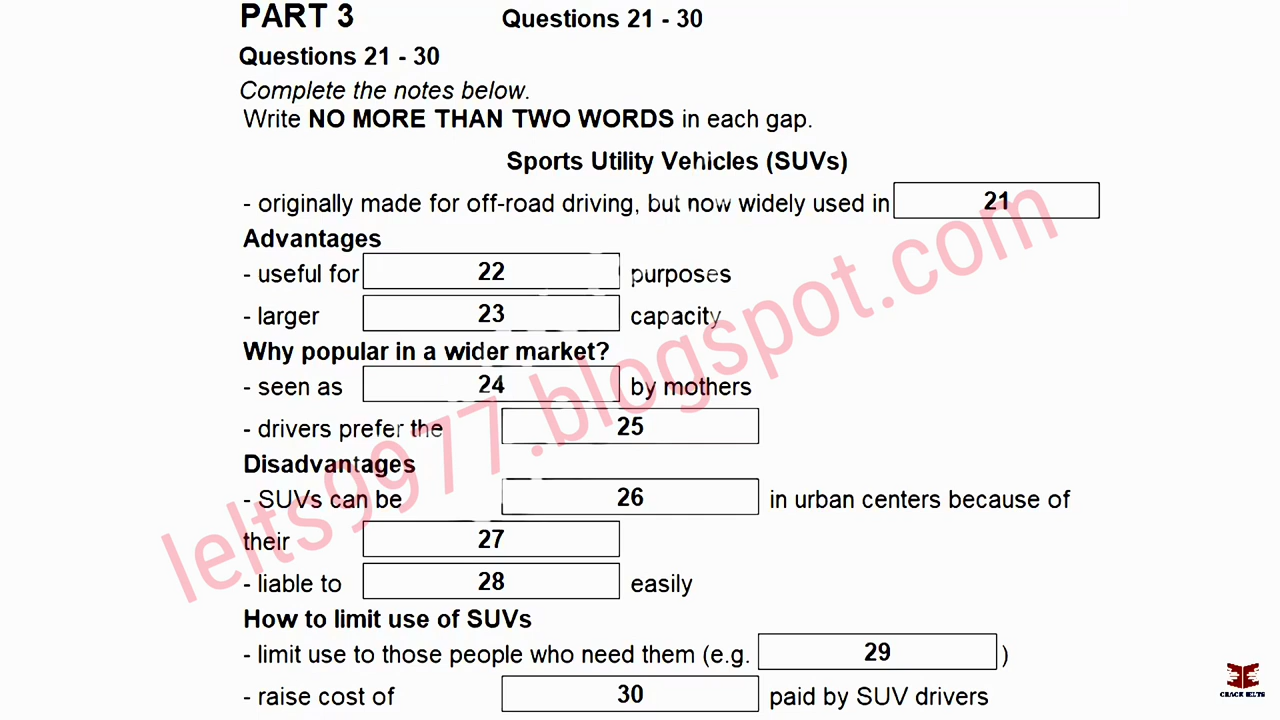 PART 3 Questions 21 - 30
Questions 21 - 30
Complete the notes below.
Write NO MORE THAN TWO WORDS in each gap.
Sports Utility Vehicles (SUVs)
- originally made for off-road driving, but now widely used in 21
Advantages
- useful for 22 purposes
- larger 23 capacity
Why popular in a wider market?
- seen as 24 by mothers
- drivers prefer the 25
Disadvantages
- SUVs can be 26 in urban centers because of
their 27
- liable to 28 easily
How to limit use of SUVs
- limit use to those people who need them (e.g. 29 )
- raise cost of 30 paid by SUV drivers
Ielts9977.blogspot.com
CRACK IELTS